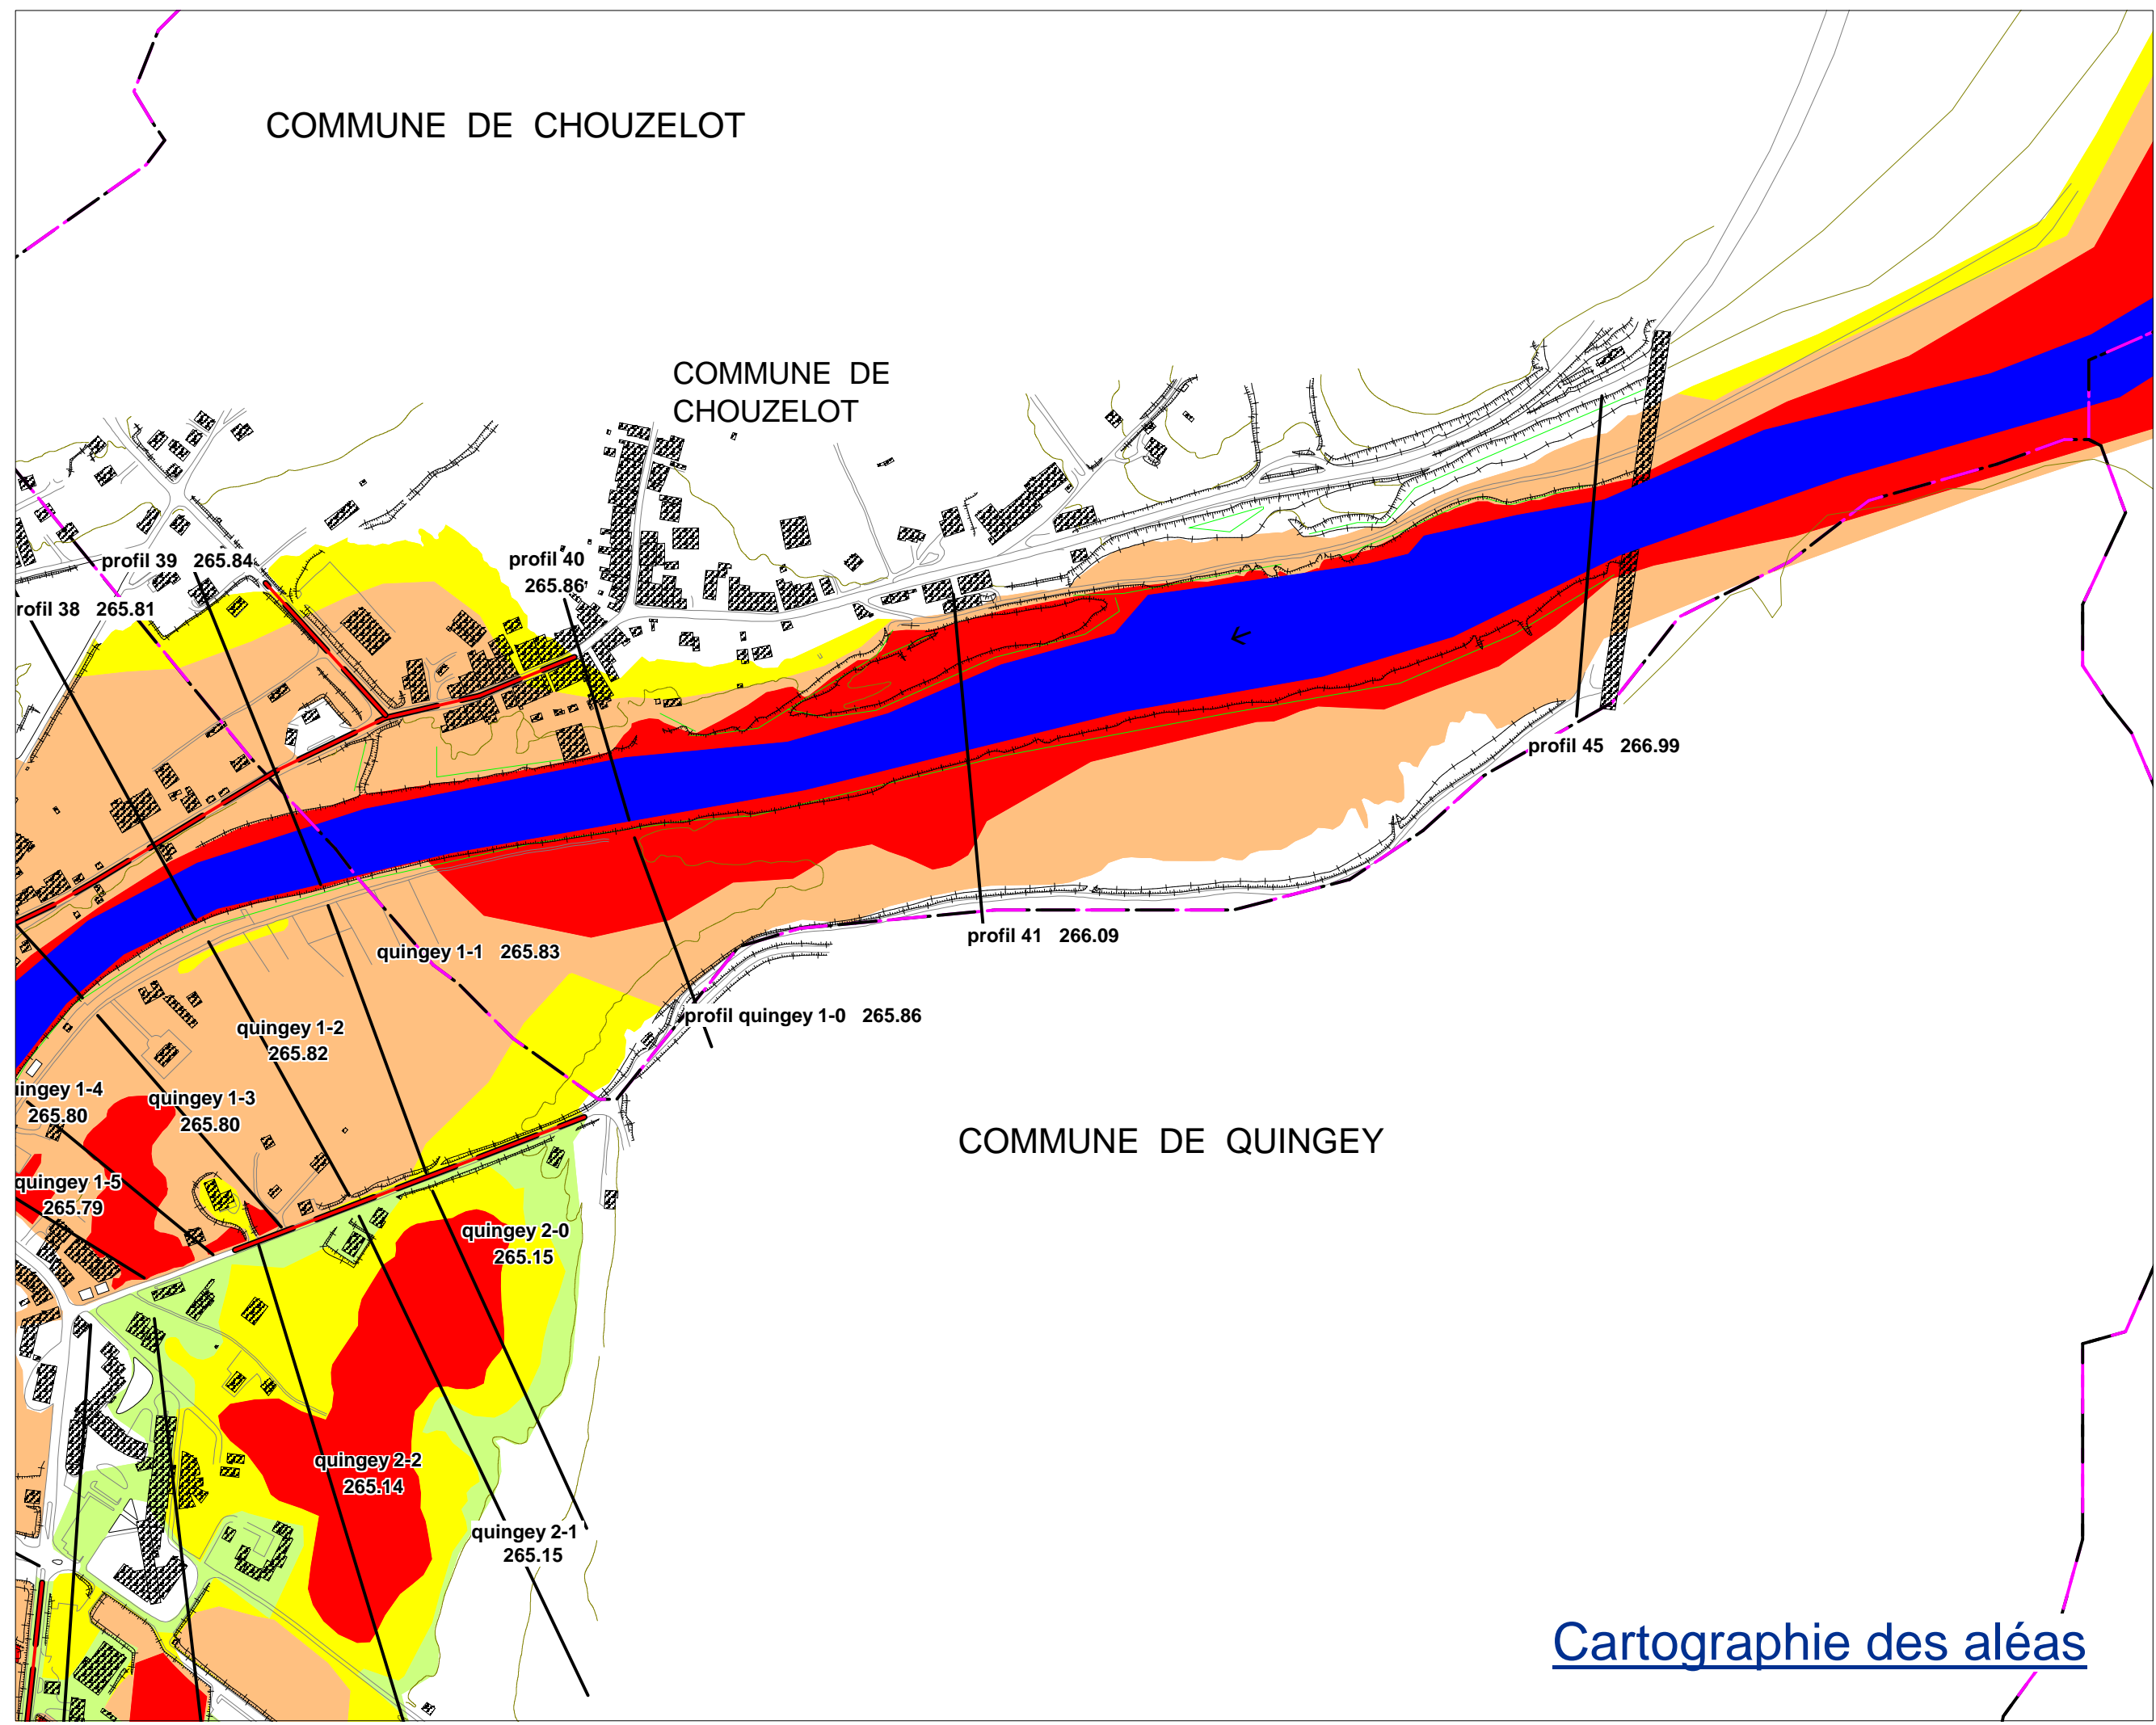 COMMUNE DE CHOUZELOT
COMMUNE DE
CHOUZELOT
profil 39 265.84
profil 40
265.86
rofil 38 265.81
profil 45 266.99
profil 41 266.09
quingey 1-1 265.83
profil quingey 1-0 265.86
quingey 1-2
265.82
ingey 1-4
265.80
quingey 1-3
265.80
COMMUNE DE QUINGEY
quingey 1-5
265.79
quingey 2-0
265.15
quingey 2-2
265.14
quingey 2-1
265.15
Cartographie des aléas